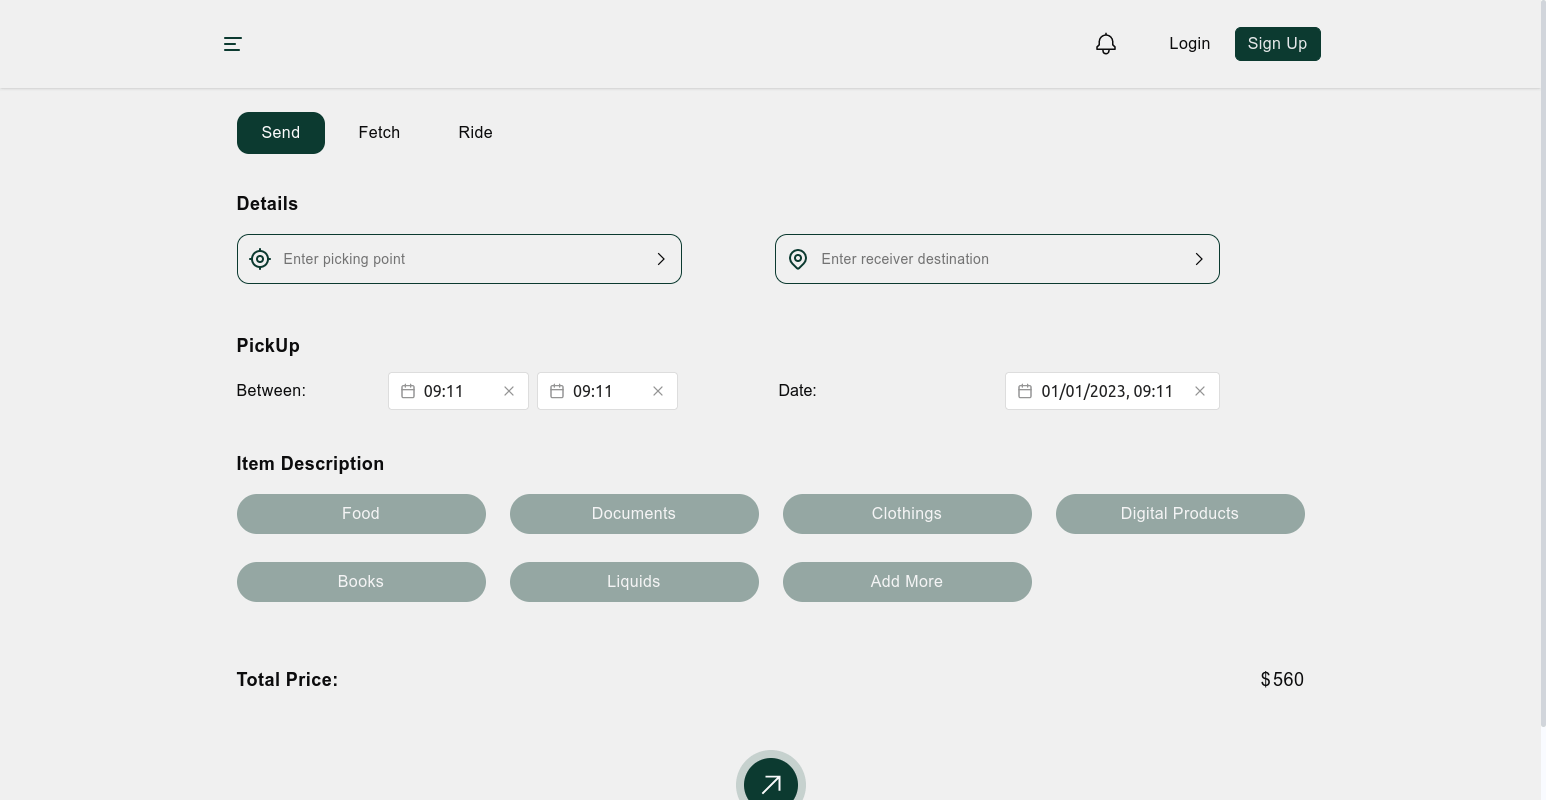 Login Sign Up
Send Fetch Ride
Details
Enter picking point Enter receiver destination
PickUp
Between: 09:11 09:11 Date: 01/01/2023, 09:11
Item Description
Food Documents Clothings Digital Products
Books Liquids Add More
Total Price: $560